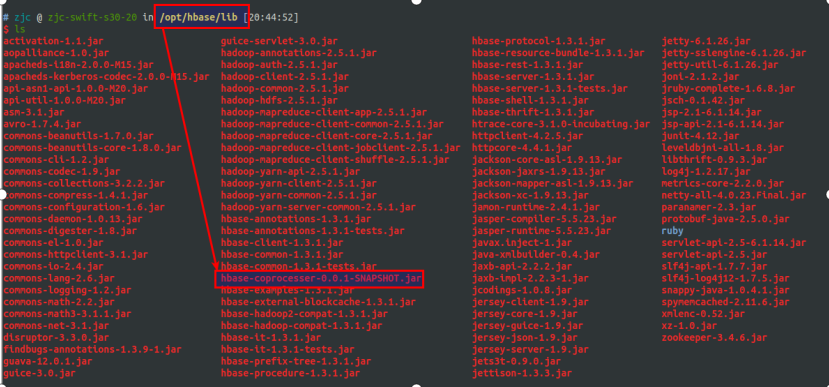 # zjc @ zjc-swift-s30-20 in /opt/hbase/lib [20:44:52]
$ ls
activation-1.1.jar guice-servlet-3.0.jar hbase-protocol-1.3.1.jar jetty-6.1.26.jar
aopalliance-1.0.jar hadoop-annotations-2.5.1.jar hbase-resource-bundle-1.3.1.jar jetty-sslengine-6.1.26.jar
apacheds-i18n-2.0.0-M15.jar hadoop-auth-2.5.1.jar hbase-rest-1.3.1.jar jetty-util-6.1.26.jar
apacheds-kerberos-codec-2.0.0-M15.jar hadoop-client-2.5.1.jar hbase-server-1.3.1.jar joni-2.1.2.jar
api-asn1-api-1.0.0-M20.jar hadoop-common-2.5.1.jar hbase-server-1.3.1-tests.jar jruby-complete-1.6.8.jar
api-util-1.0.0-M20.jar hadoop-hdfs-2.5.1.jar hbase-shell-1.3.1.jar jsch-0.1.42.jar
asm-3.1.jar hadoop-mapreduce-client-app-2.5.1.jar hbase-thrift-1.3.1.jar jsp-2.1-6.1.14.jar
avro-1.7.4.jar hadoop-mapreduce-client-common-2.5.1.jar htrace-core-3.1.0-incubating.jar jsp-api-2.1-6.1.14.jar
commons-beanutils-1.7.0.jar hadoop-mapreduce-client-core-2.5.1.jar httpclient-4.2.5.jar junit-4.12.jar
commons-beanutils-core-1.8.0.jar hadoop-mapreduce-client-jobclient-2.5.1.jar httpcore-4.4.1.jar leveldbjni-all-1.8.jar
commons-cli-1.2.jar hadoop-mapreduce-client-shuffle-2.5.1.jar jackson-core-asl-1.9.13.jar libthrift-0.9.3.jar
commons-codec-1.9.jar hadoop-yarn-api-2.5.1.jar jackson-jaxrs-1.9.13.jar log4j-1.2.17.jar
commons-collections-3.2.2.jar hadoop-yarn-client-2.5.1.jar jackson-mapper-asl-1.9.13.jar metrics-core-2.2.0.jar
commons-compress-1.4.1.jar hadoop-yarn-common-2.5.1.jar jackson-xc-1.9.13.jar netty-all-4.0.23.Final.jar
commons-configuration-1.6.jar hadoop-yarn-server-common-2.5.1.jar jamon-runtime-2.4.1.jar paranamer-2.3.jar
commons-daemon-1.0.13.jar hbase-annotations-1.3.1.jar jasper-compiler-5.5.23.jar protobuf-java-2.5.0.jar
commons-digester-1.8.jar hbase-annotations-1.3.1-tests.jar jasper-runtime-5.5.23.jar ruby
commons-el-1.0.jar hbase-client-1.3.1.jar javax.inject-1.jar servlet-api-2.5-6.1.14.jar
commons-httpclient-3.1.jar hbase-common-1.3.1.jar java-xmlbuilder-0.4.jar servlet-api-2.5.jar
commons-io-2.4.jar hbase-common-1.3.1-tests.jar jaxb-api-2.2.2.jar slf4j-api-1.7.7.jar
commons-lang-2.6.jar hbase-coprocesser-0.0.1-SNAPSHOT.jar jaxb-impl-2.2.3-1.jar slf4j-log4j12-1.7.5.jar
commons-logging-1.2.jar hbase-examples-1.3.1.jar jcodings-1.0.8.jar snappy-java-1.0.4.1.jar
commons-math-2.2.jar hbase-external-blockcache-1.3.1.jar jersey-client-1.9.jar spymemcached-2.11.6.jar
commons-math3-3.1.1.jar hbase-hadoop2-compat-1.3.1.jar jersey-core-1.9.jar xmlenc-0.52.jar
commons-net-3.1.jar hbase-hadoop-compat-1.3.1.jar jersey-guice-1.9.jar xz-1.0.jar
disruptor-3.3.0.jar hbase-it-1.3.1.jar jersey-json-1.9.jar zookeeper-3.4.6.jar
findbugs-annotations-1.3.9-1.jar hbase-it-1.3.1-tests.jar jersey-server-1.9.jar
guava-12.0.1.jar hbase-prefix-tree-1.3.1.jar jets3t-0.9.0.jar
guice-3.0.jar hbase-procedure-1.3.1.jar jettison-1.3.3.jar